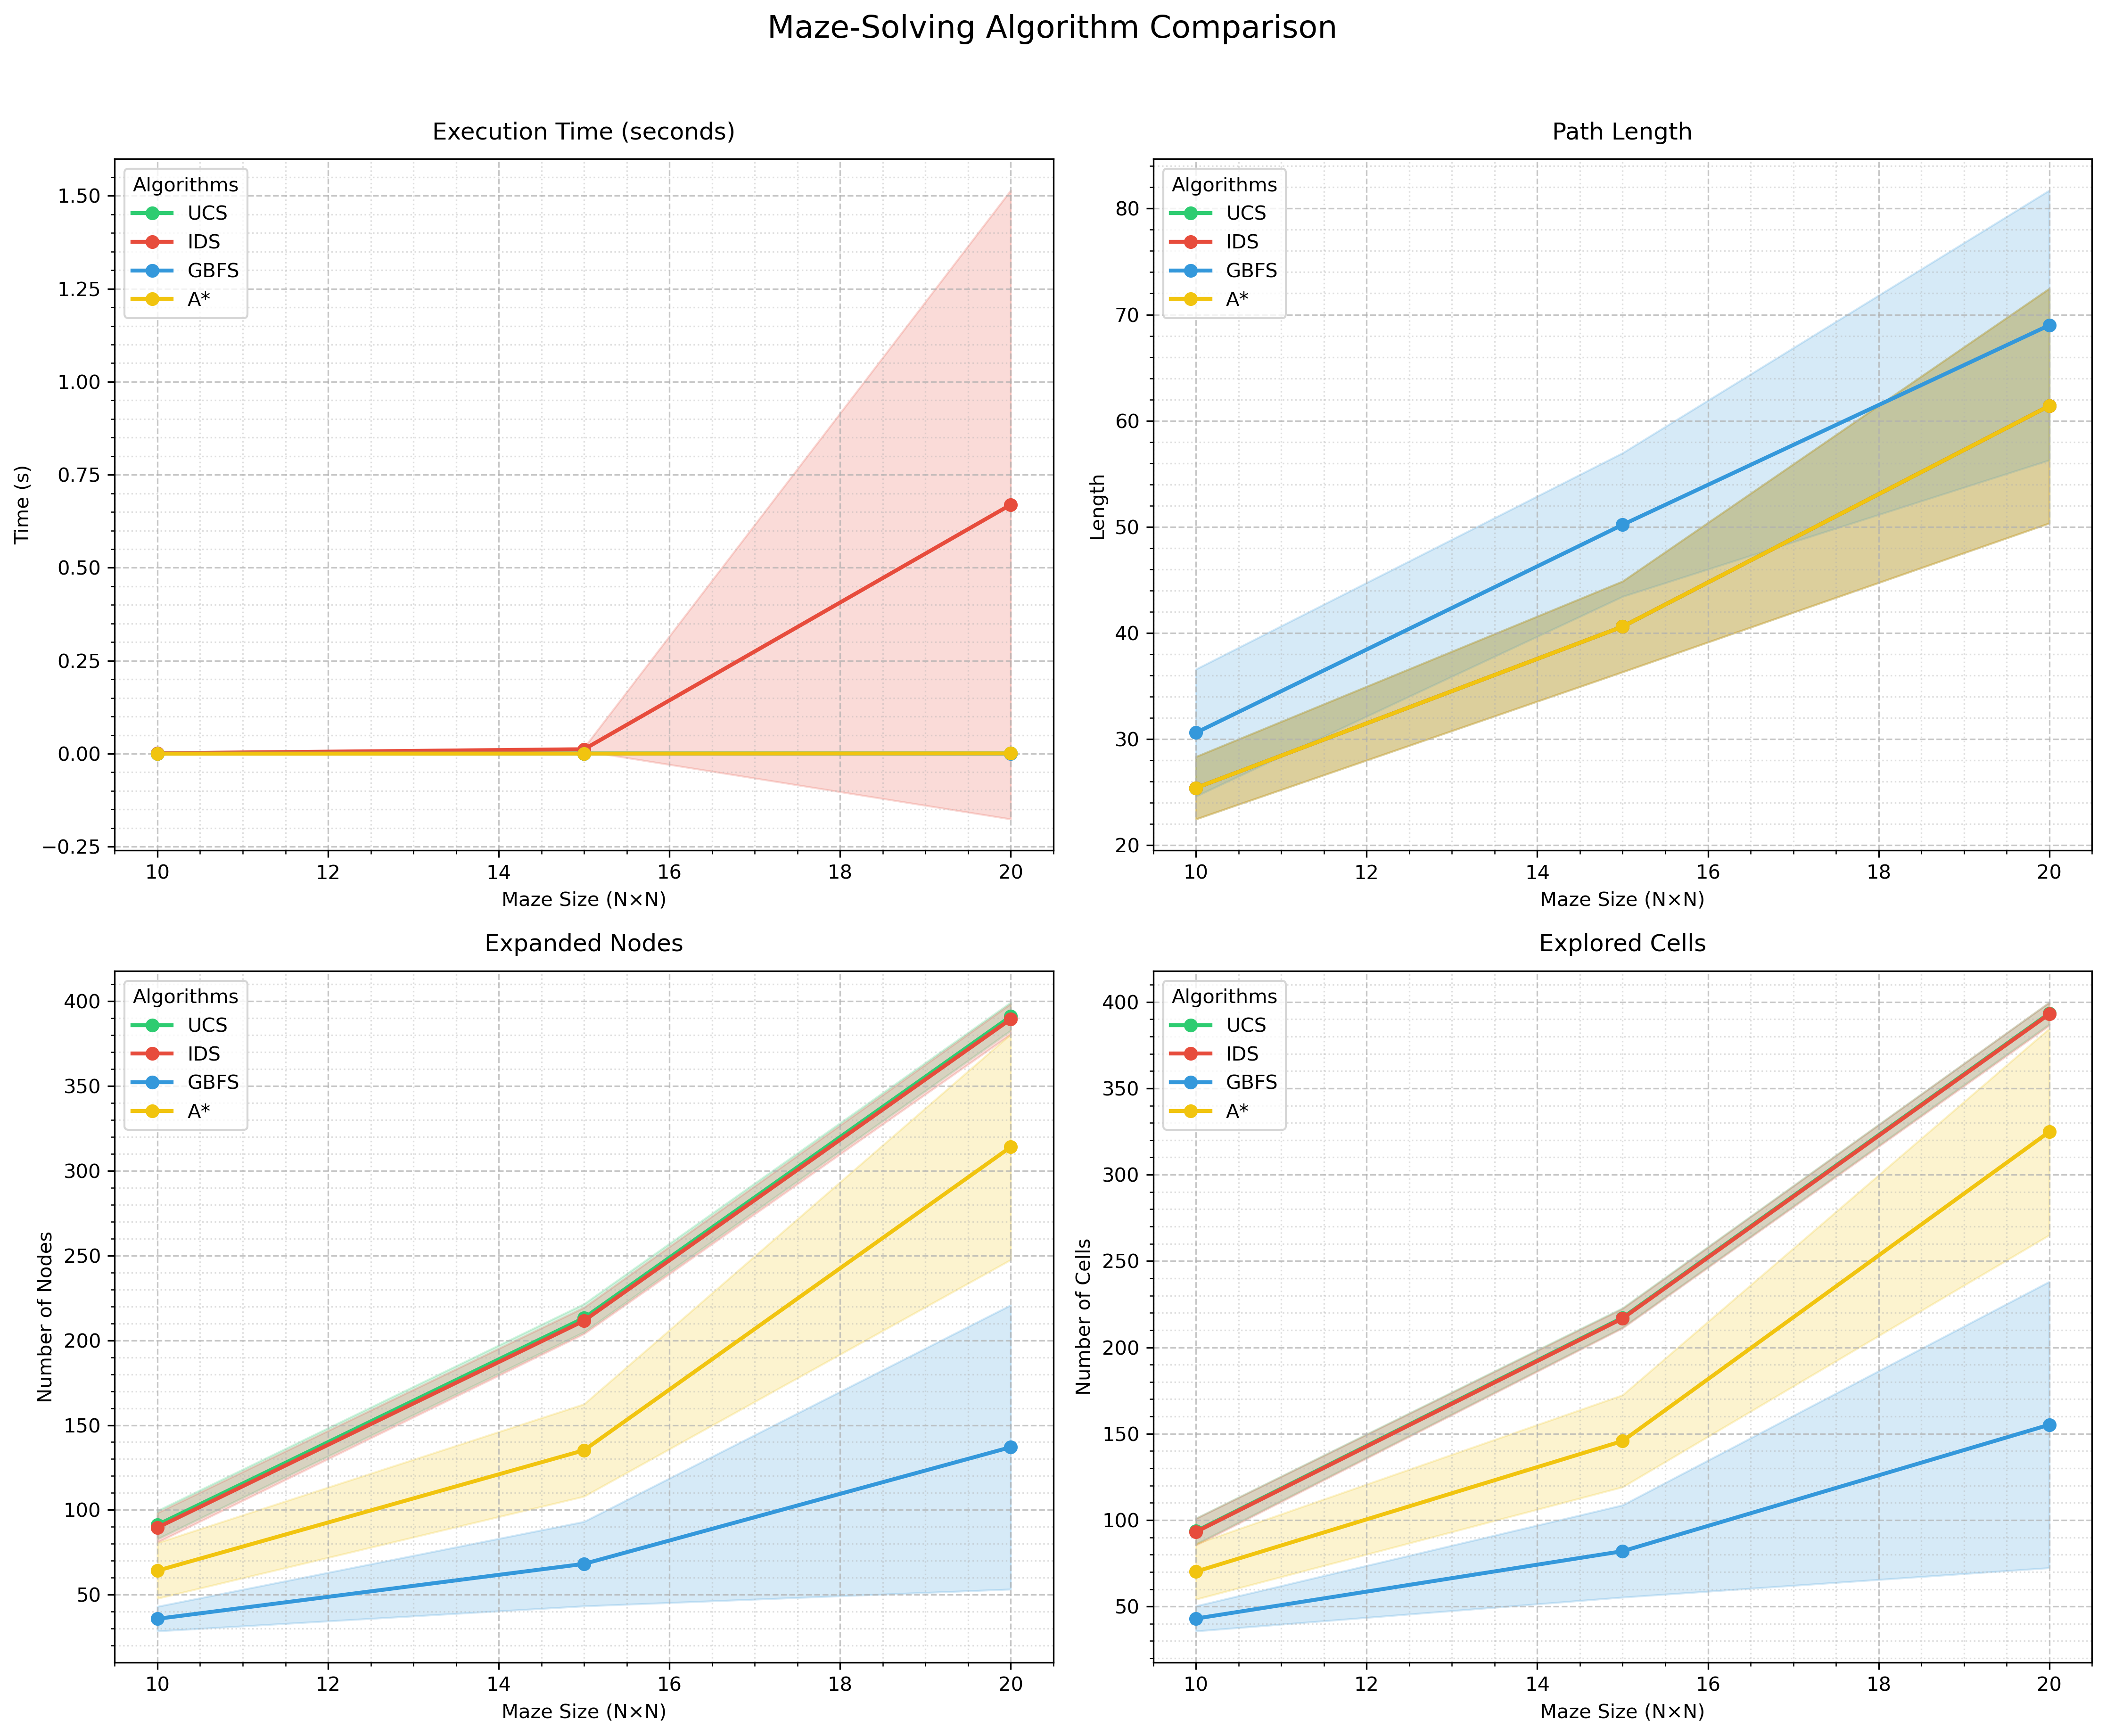 Maze-Solving Algorithm Comparison
Execution Time (seconds)
Algorithms
UCS
IDS
GBFS
A*
1.50
1.25
1.00
0.75
0.50
0.25
0.00
−0.25
Time (s)
10 12 14 16 18 20
Maze Size (N×N)
Path Length
Algorithms
UCS
IDS
GBFS
A*
80
70
60
50
40
30
20
Length
10 12 14 16 18 20
Maze Size (N×N)
Expanded Nodes
Algorithms
UCS
IDS
GBFS
A*
400
350
300
250
200
150
100
50
Number of Nodes
10 12 14 16 18 20
Maze Size (N×N)
Explored Cells
Algorithms
UCS
IDS
GBFS
A*
400
350
300
250
200
150
100
50
Number of Cells
10 12 14 16 18 20
Maze Size (N×N)